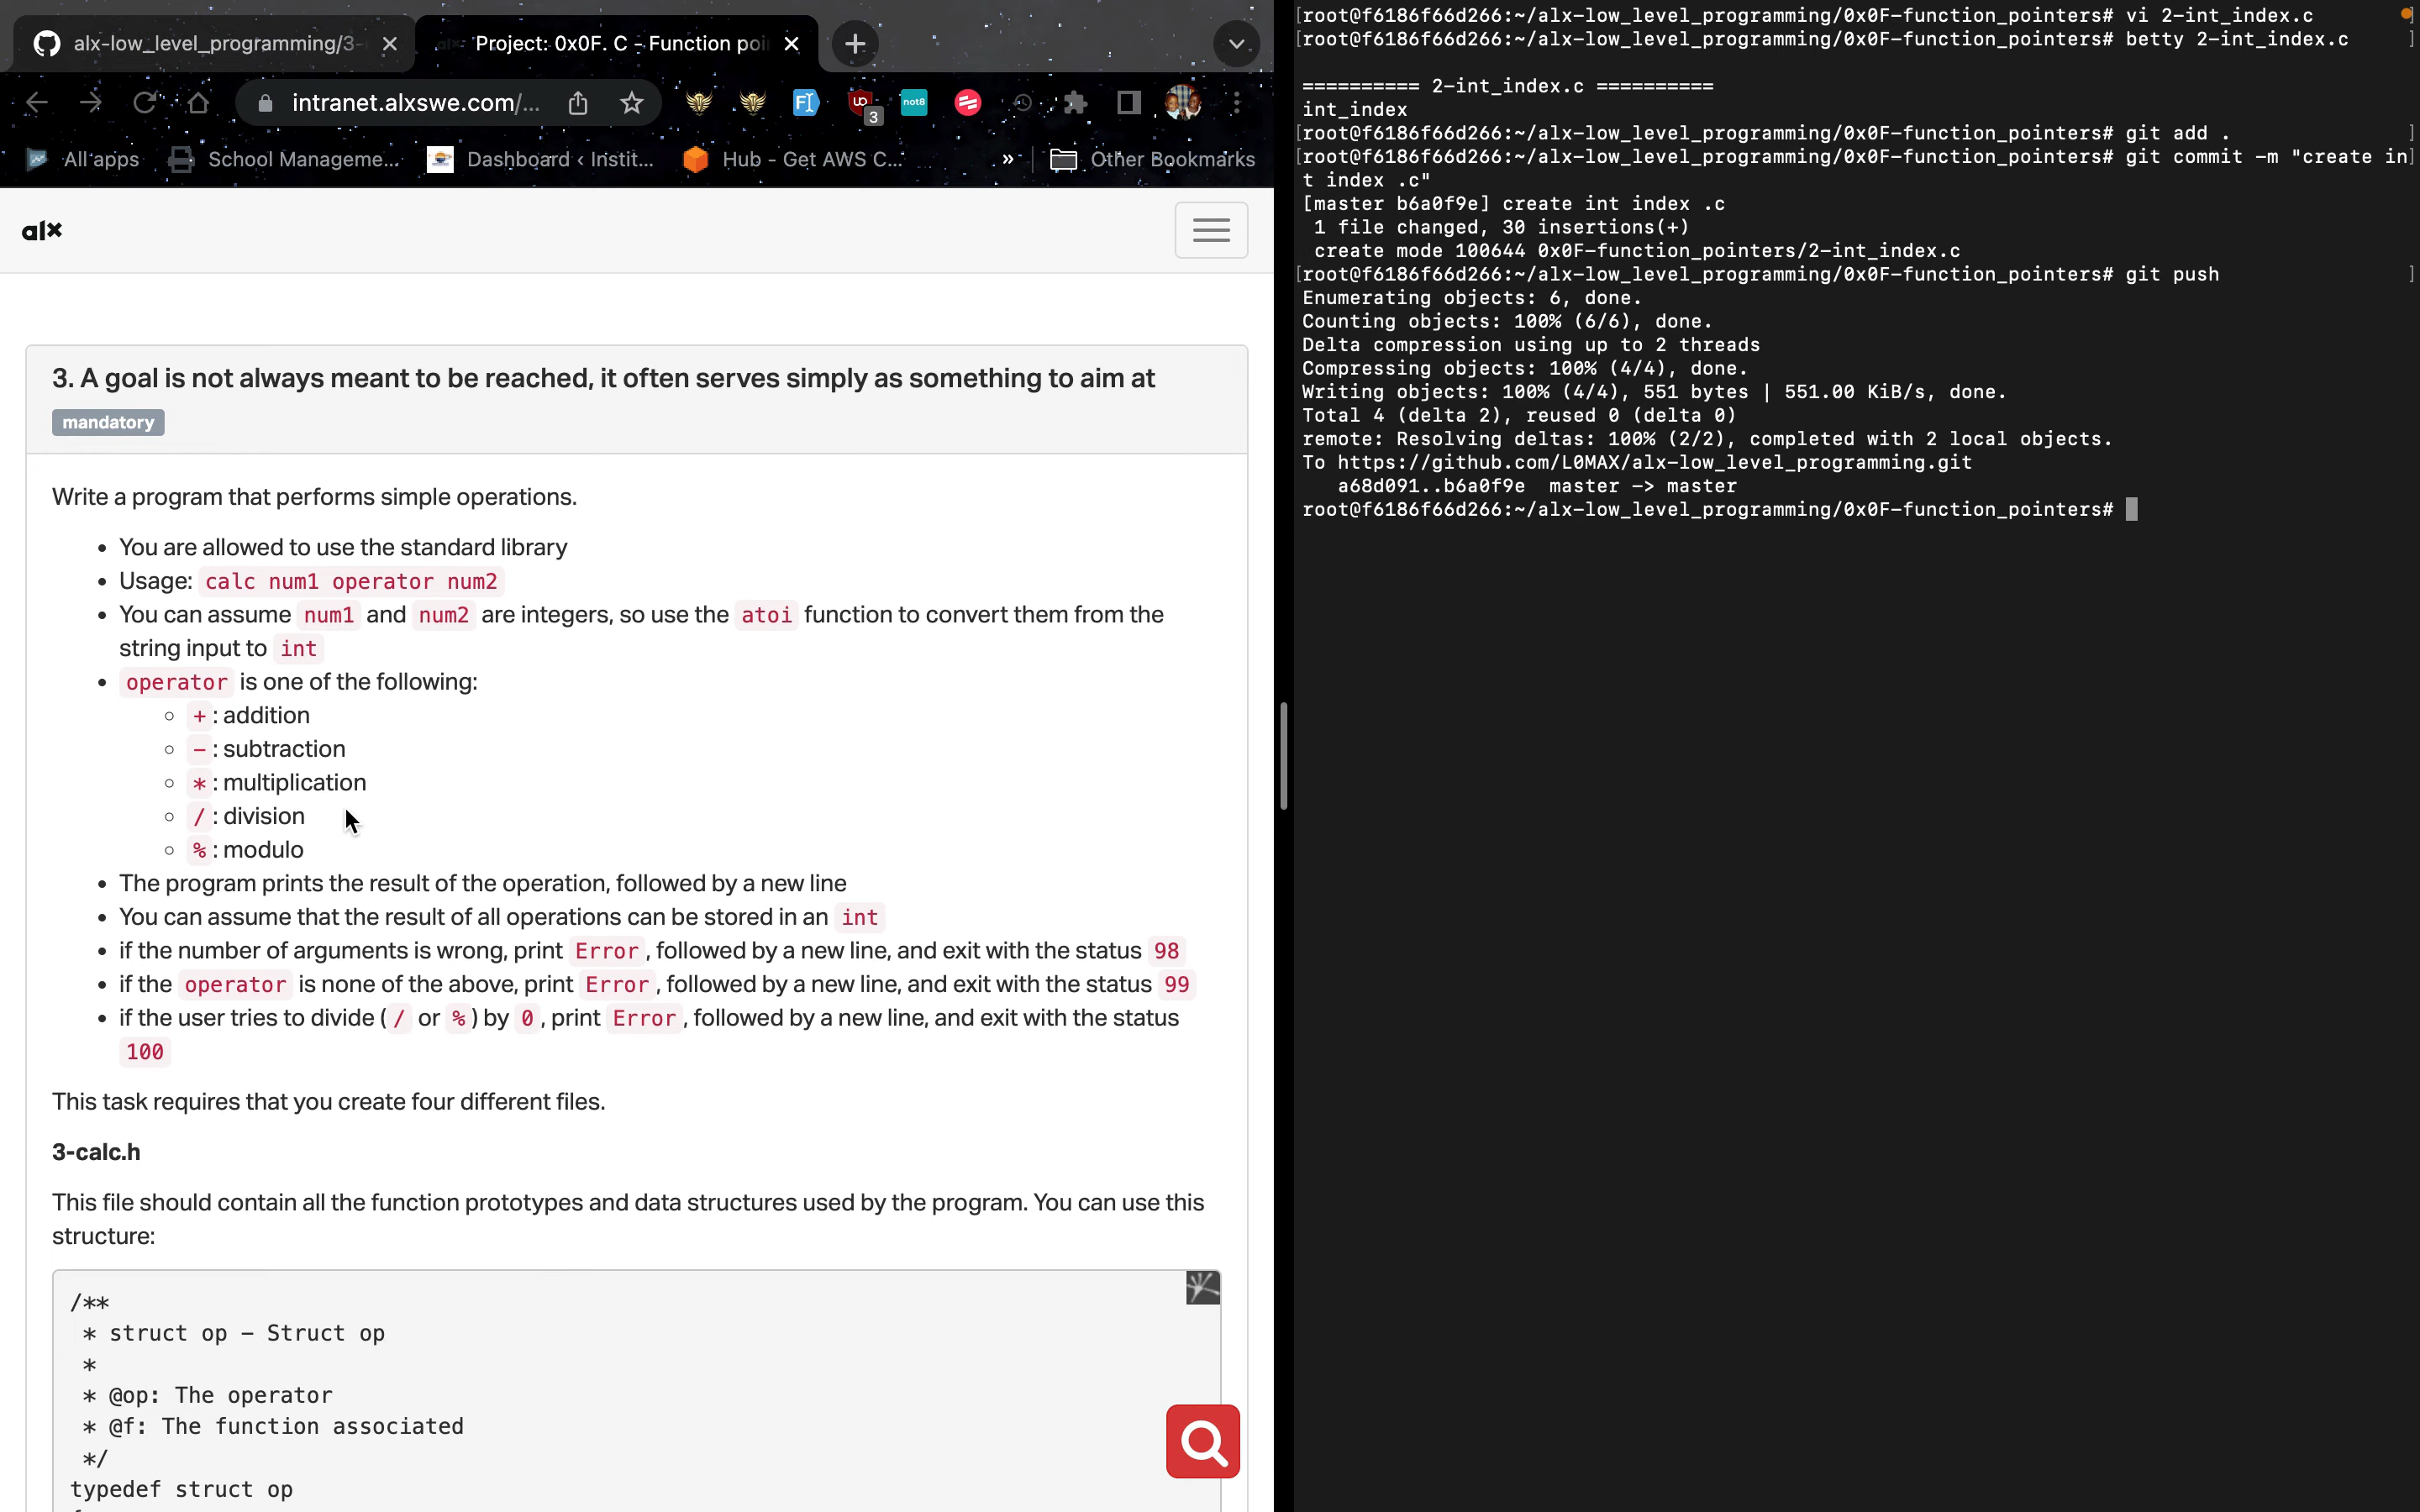 alx-low_level_programming/3-
Project: 0x0F. C - Function poi
intranet.alxswe.com/...
FI
UD
3
not8
All apps
School Manageme...
Dashboard ‹ Instit...
Hub - Get AWS C...
»
Other Bookmarks
alx
3. A goal is not always meant to be reached, it often serves simply as something to aim at
mandatory
Write a program that performs simple operations.
• You are allowed to use the standard library
• Usage: calc num1 operator num2
• You can assume num1 and num2 are integers, so use the atoi function to convert them from the
string input to int
• operator is one of the following:
○ + : addition
○ - : subtraction
○ * : multiplication
○ / : division
○ % : modulo
• The program prints the result of the operation, followed by a new line
• You can assume that the result of all operations can be stored in an int
• if the number of arguments is wrong, print Error , followed by a new line, and exit with the status 98
• if the operator is none of the above, print Error , followed by a new line, and exit with the status 99
• if the user tries to divide ( / or % ) by 0 , print Error , followed by a new line, and exit with the status
100
This task requires that you create four different files.
3-calc.h
This file should contain all the function prototypes and data structures used by the program. You can use this
structure:
/**
 * struct op - Struct op
 *
 * @op: The operator
 * @f: The function associated
 */
typedef struct op
[root@f6186f66d266:~/alx-low_level_programming/0x0F-function_pointers# vi 2-int_index.c ]
[root@f6186f66d266:~/alx-low_level_programming/0x0F-function_pointers# betty 2-int_index.c ]
========== 2-int_index.c ==========
int_index
[root@f6186f66d266:~/alx-low_level_programming/0x0F-function_pointers# git add . ]
[root@f6186f66d266:~/alx-low_level_programming/0x0F-function_pointers# git commit -m "create in]
t index .c"
[master b6a0f9e] create int index .c
 1 file changed, 30 insertions(+)
 create mode 100644 0x0F-function_pointers/2-int_index.c
[root@f6186f66d266:~/alx-low_level_programming/0x0F-function_pointers# git push ]
Enumerating objects: 6, done.
Counting objects: 100% (6/6), done.
Delta compression using up to 2 threads
Compressing objects: 100% (4/4), done.
Writing objects: 100% (4/4), 551 bytes | 551.00 KiB/s, done.
Total 4 (delta 2), reused 0 (delta 0)
remote: Resolving deltas: 100% (2/2), completed with 2 local objects.
To https://github.com/L0MAX/alx-low_level_programming.git
   a68d091..b6a0f9e  master -> master
root@f6186f66d266:~/alx-low_level_programming/0x0F-function_pointers#